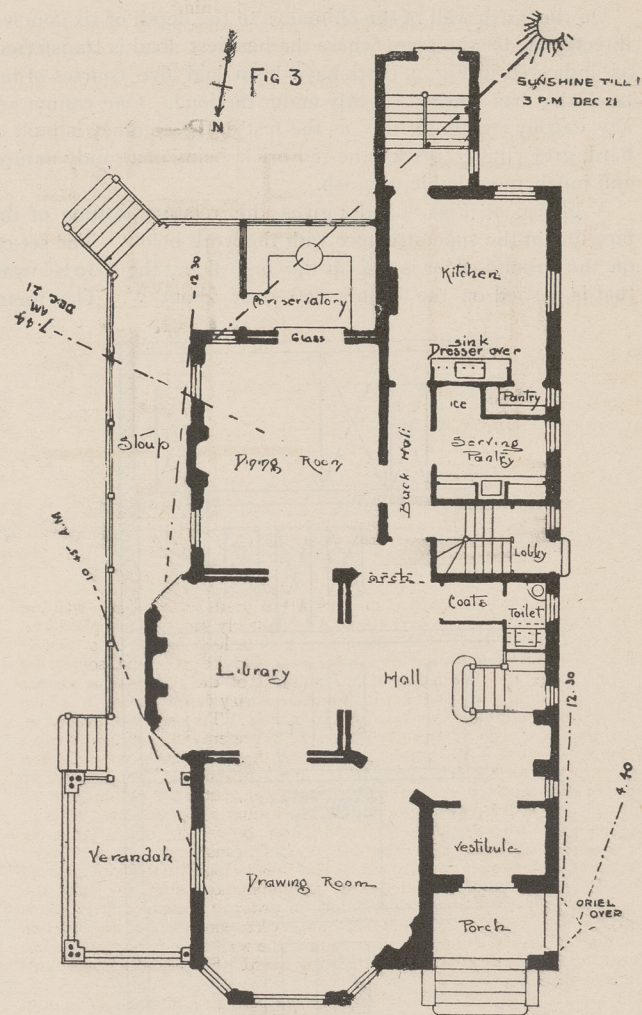 FIG 3
N
SUNSHINE TILL
3 P.M DEC 21
Kitchen
12.30
Conservatory
7.44
A.M.
DEC. 21
Glass
sink
Dresser over
ICE
Pantry
Stoup
Dining Room
Back Hall
Serving
Pantry
Lobby
10.45 A.M
arch
Coats
Toilet
Library
Hall
12.30
4.40
Verandah
Vestibule
Drawing Room
Porch
ORIEL
OVER